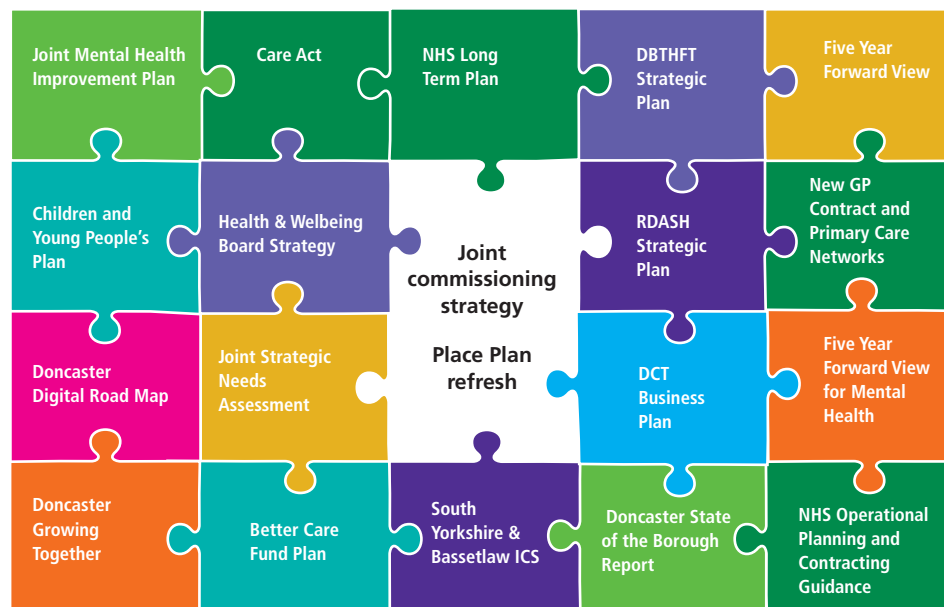 Joint Mental Health
Improvement Plan
Care Act
NHS Long
Term Plan
DBTHFT
Strategic
Plan
Five Year
Forward View
Children and
Young People's
Plan
Health & Welbeing
Board Strategy
Joint
commissioning
strategy
Place Plan
refresh
RDASH
Strategic
Plan
New GP
Contract and
Primary Care
Networks
Doncaster
Digital Road Map
Joint Strategic
Needs
Assessment
DCT
Business
Plan
Five Year
Forward View
for Mental
Health
Doncaster
Growing
Together
Better Care
Fund Plan
South
Yorkshire &
Bassetlaw ICS
Doncaster State
of the Borough
Report
NHS Operational
Planning and
Contracting
Guidance